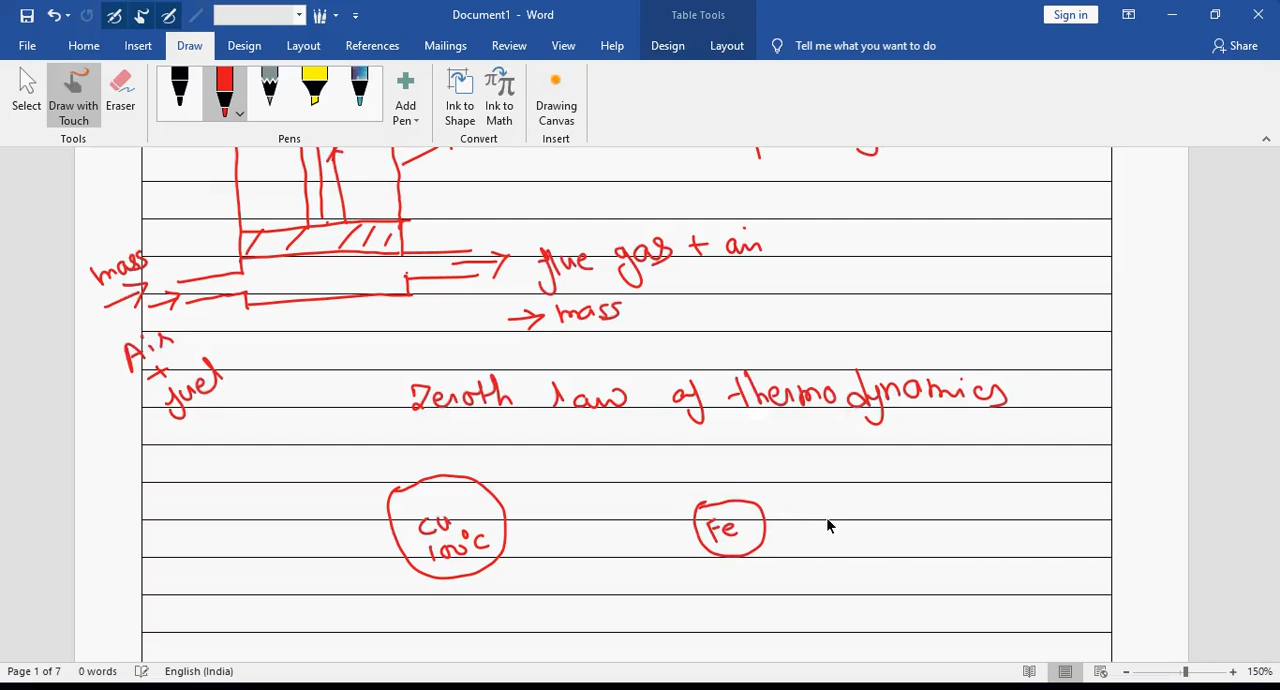 Document1 - Word
Table Tools
Sign in
File
Home
Insert
Draw
Design
Layout
References
Mailings
Review
View
Help
Design
Layout
Tell me what you want to do
Share
Select
Draw with Touch
Eraser
Add Pen
Ink to Shape
Ink to Math
Drawing Canvas
Tools
Pens
Convert
Insert
mass
flue gas + air
→ mass
Air
+
fuel
Zeroth law of thermodynamics
Cu
100°C
Fe
Page 1 of 7
0 words
English (India)
150%